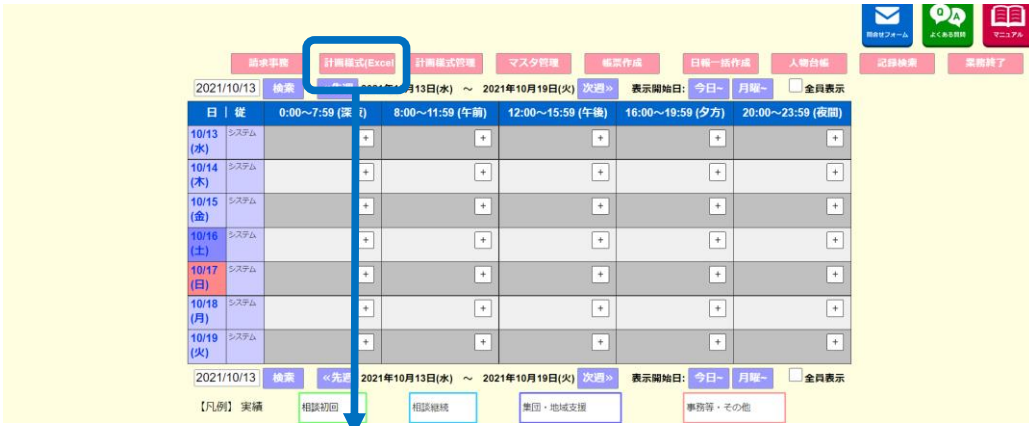 問合せフォーム よくある質問 マニュアル
請求事務 計画様式(Excel 計画様式管理 マスタ管理 帳票作成 日報一括作成 人物台帳 記録検索 業務終了
2021/10/13 検索 «先週 2021年10月13日(水) ～ 2021年10月19日(火) 次週» 表示開始日: 今日~ 月曜~ 全員表示
日 | 従 0:00～7:59 (深夜) 8:00～11:59 (午前) 12:00～15:59 (午後) 16:00～19:59 (夕方) 20:00～23:59 (夜間)
10/13 システム + + + + +
(水)
10/14 システム + + + + +
(木)
10/15 システム + + + + +
(金)
10/16 システム + + + + +
(土)
10/17 システム + + + + +
(日)
10/18 システム + + + + +
(月)
10/19 システム + + + + +
(火)
2021/10/13 検索 «先週 2021年10月13日(水) ～ 2021年10月19日(火) 次週» 表示開始日: 今日~ 月曜~ 全員表示
【凡例】 実績 相談初回 相談継続 集団・地域支援 事務等・その他